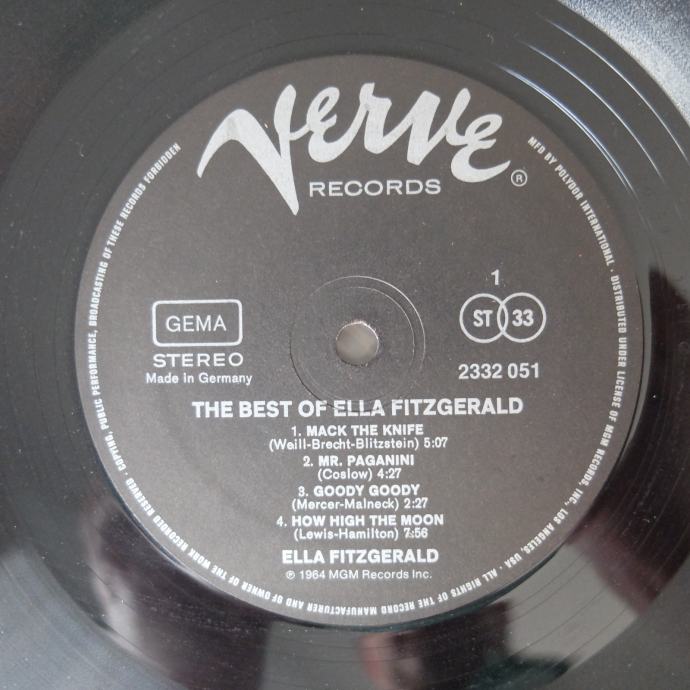 Verve
RECORDS
®
1
GEMA
ST 33
STEREO
Made in Germany
2332 051
THE BEST OF ELLA FITZGERALD
1. MACK THE KNIFE
(Weill-Brecht-Blitzstein) 5:07
2. MR. PAGANINI
(Coslow) 4:27
3. GOODY GOODY
(Mercer-Malneck) 2:27
4. HOW HIGH THE MOON
(Lewis-Hamilton) 7:56
ELLA FITZGERALD
℗ 1964 MGM Records Inc.
MFD BY POLYDOR INTERNATIONAL · DISTRIBUTED UNDER LICENSE OF MGM RECORDS, INC., LOS ANGELES, USA · ALL RIGHTS OF THE RECORD MANUFACTURER AND OF OWNER OF THE WORK RECORDED RESERVED · COPYING, PUBLIC PERFORMANCE, BROADCASTING OF THESE RECORDS FORBIDDEN